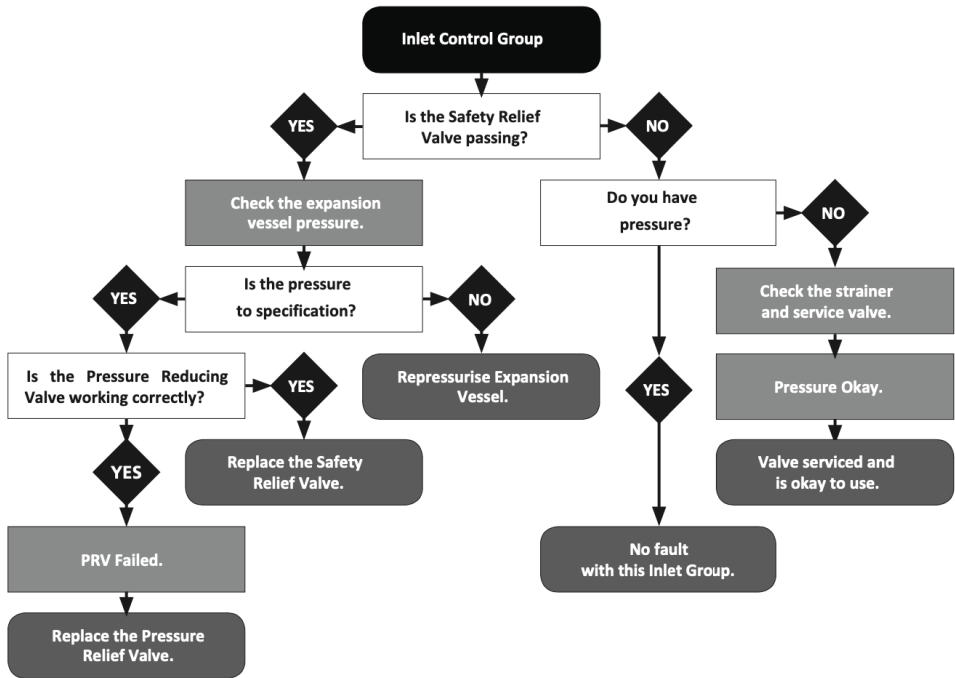 Inlet Control Group
Is the Safety Relief
Valve passing?
YES
NO
Check the expansion
vessel pressure.
Do you have
pressure?
NO
Is the pressure
to specification?
YES
NO
Check the strainer
and service valve.
Is the Pressure Reducing
Valve working correctly?
YES
Repressurise Expansion
Vessel.
YES
Pressure Okay.
YES
Replace the Safety
Relief Valve.
Valve serviced and
is okay to use.
PRV Failed.
No fault
with this Inlet Group.
Replace the Pressure
Relief Valve.